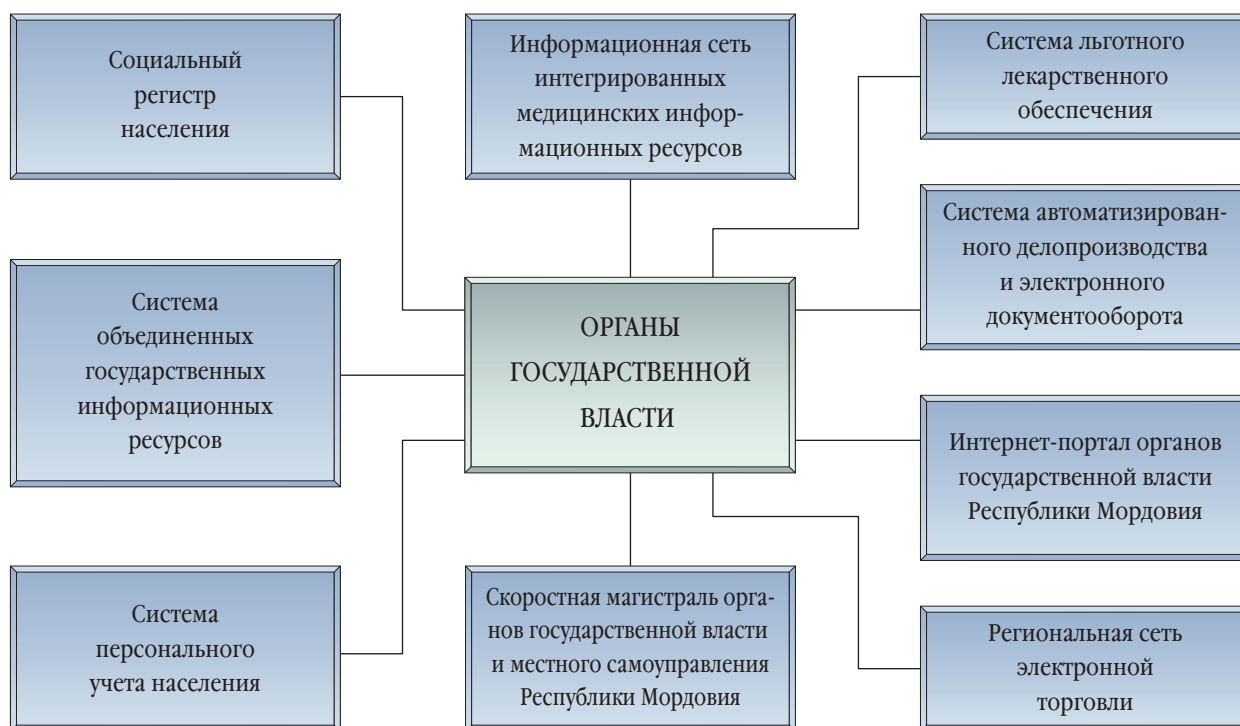 Социальный
регистр
населения
Информационная сеть
интегрированных
медицинских инфор-
мационных ресурсов
Система льготного
лекарственного
обеспечения
Система автоматизирован-
ного делопроизводства
и электронного
документооборота
Система
объединенных
государственных
информационных
ресурсов
ОРГАНЫ
ГОСУДАРСТВЕННОЙ
ВЛАСТИ
Интернет-портал органов
государственной власти
Республики Мордовия
Система
персонального
учета населения
Скоростная магистраль орга-
нов государственной власти
и местного самоуправления
Республики Мордовия
Региональная сеть
электронной
торговли